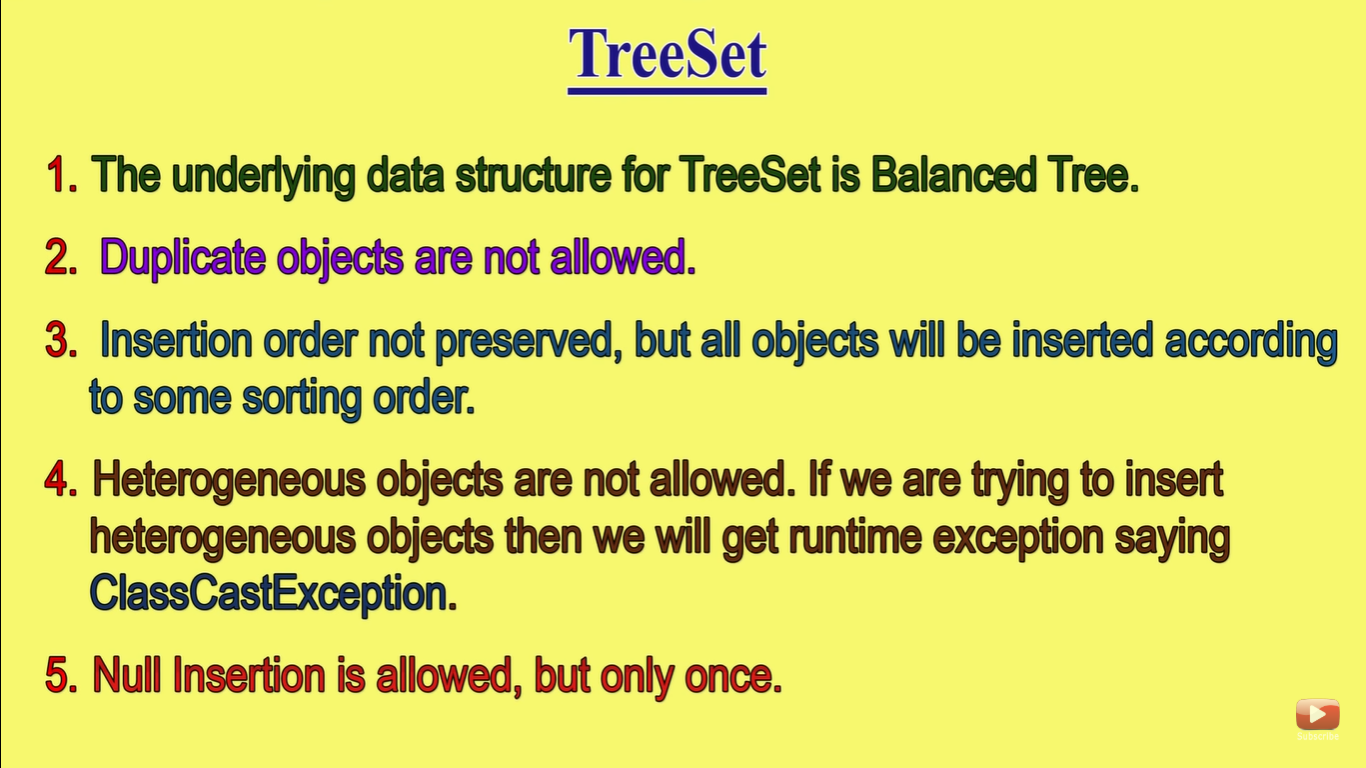 TreeSet
1. The underlying data structure for TreeSet is Balanced Tree.
2. Duplicate objects are not allowed.
3. Insertion order not preserved, but all objects will be inserted according
to some sorting order.
4. Heterogeneous objects are not allowed. If we are trying to insert
heterogeneous objects then we will get runtime exception saying
ClassCastException.
5. Null Insertion is allowed, but only once.
Subscribe